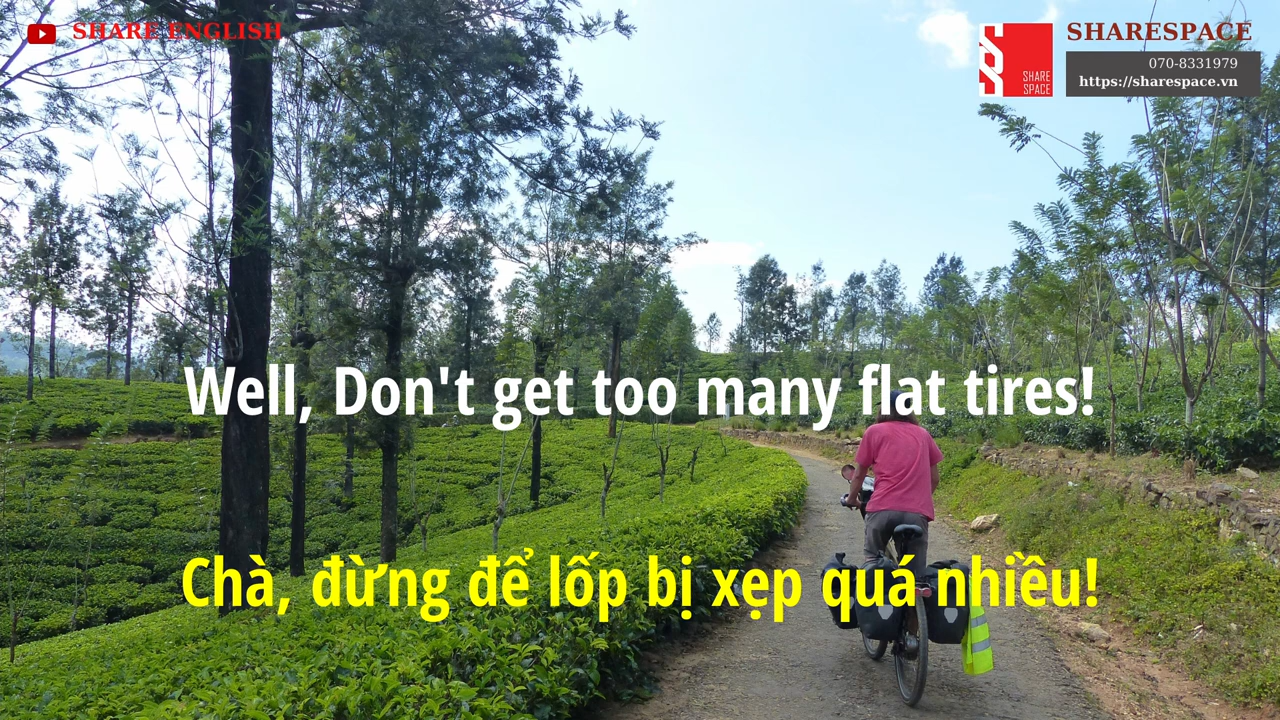 SHARE ENGLISH
SHARE SPACE
SHARESPACE
070-8331979
https://sharespace.vn
Well, Don't get too many flat tires!
Chà, đừng để lốp bị xẹp quá nhiều!